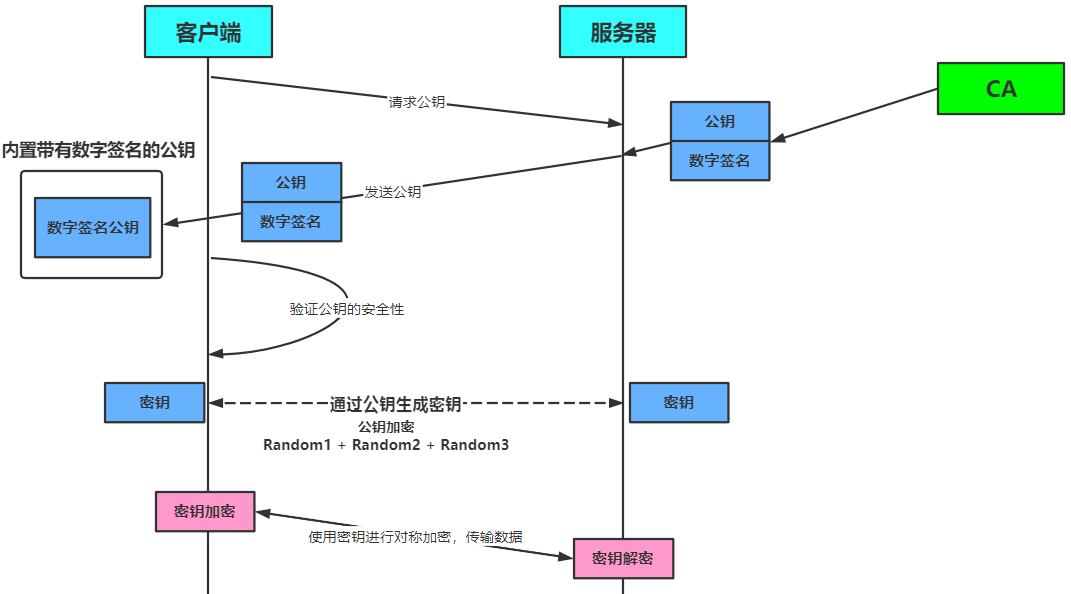 客户端
服务器
CA
请求公钥
公钥
数字签名
内置带有数字签名的公钥
公钥
数字签名
发送公钥
数字签名公钥
验证公钥的安全性
密钥
通过公钥生成密钥
密钥
公钥加密
Random1 + Random2 + Random3
密钥加密
使用密钥进行对称加密，传输数据
密钥解密